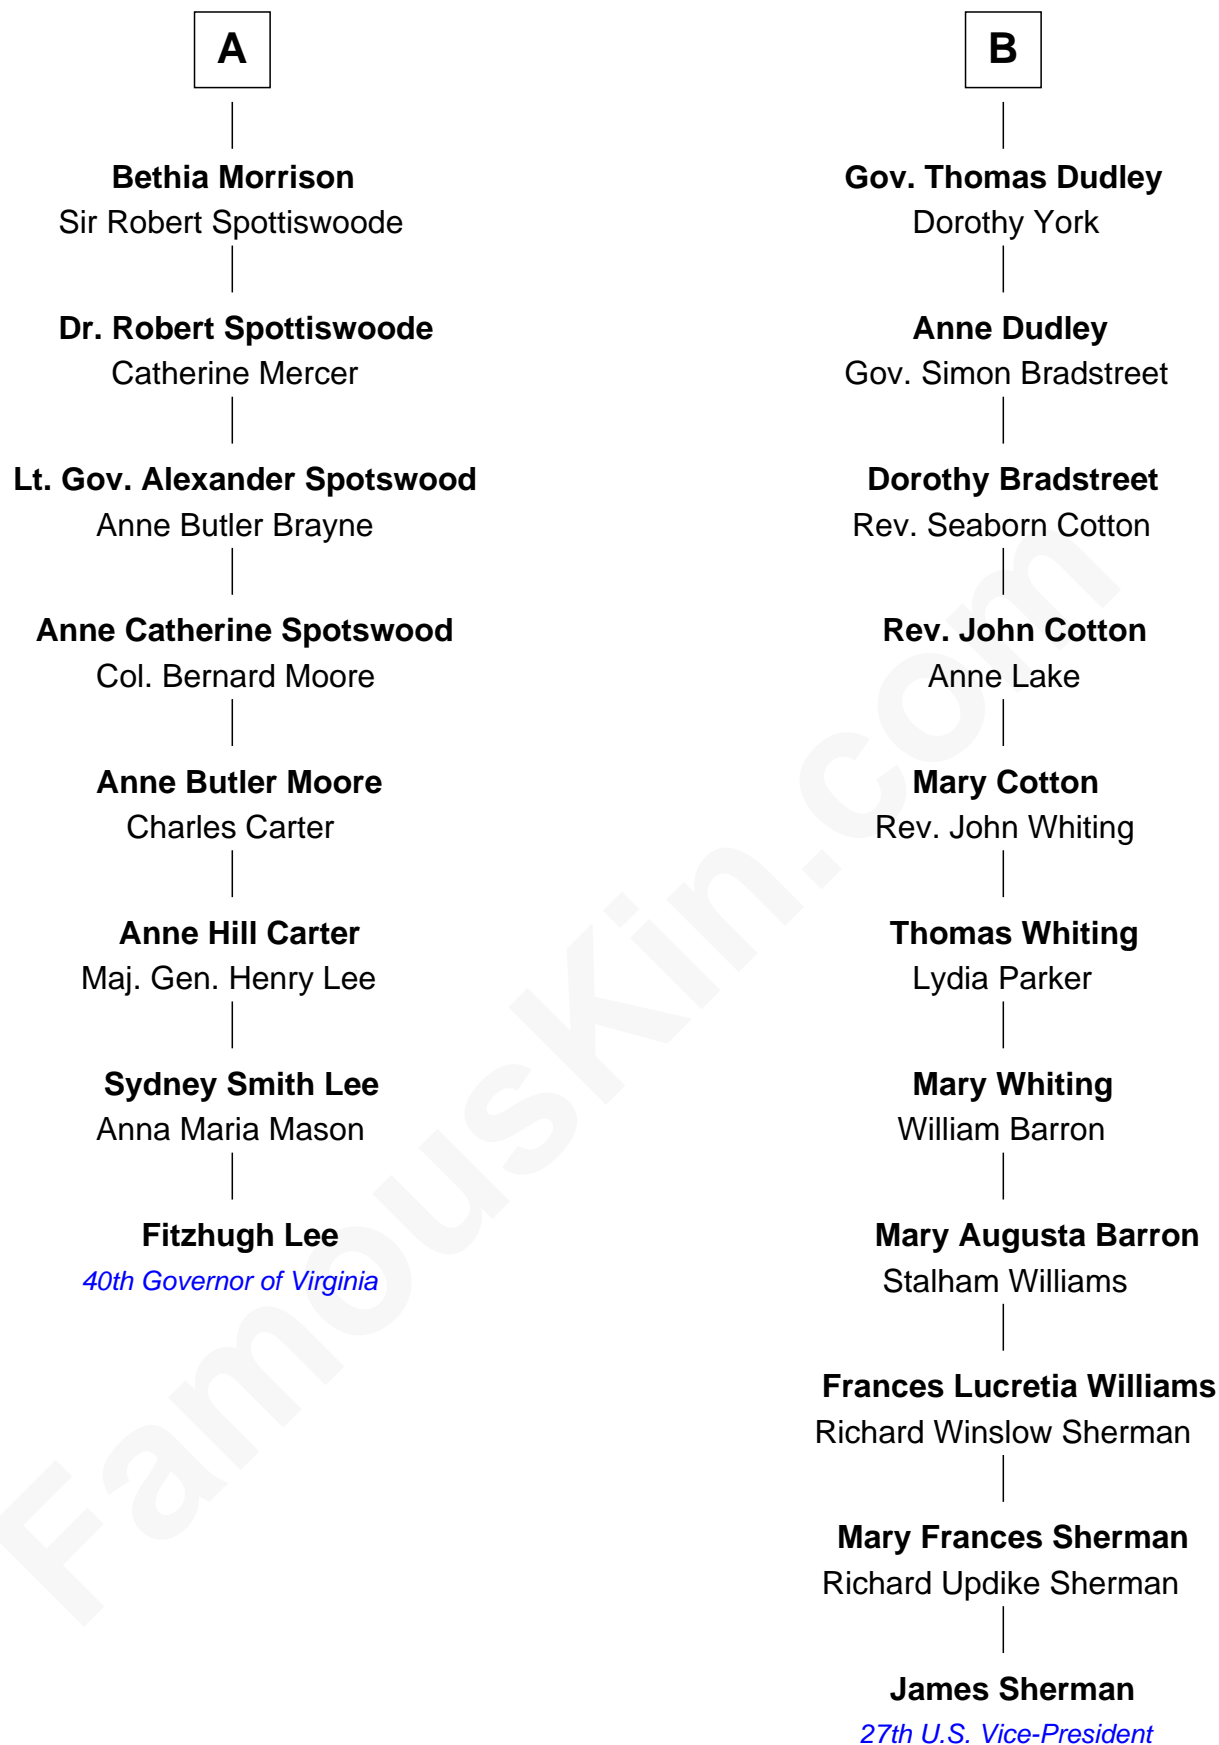 A
Bethia Morrison
Sir Robert Spottiswoode
Dr. Robert Spottiswoode
Catherine Mercer
Lt. Gov. Alexander Spotswood
Anne Butler Brayne
Anne Catherine Spotswood
Col. Bernard Moore
Anne Butler Moore
Charles Carter
Anne Hill Carter
Maj. Gen. Henry Lee
Sydney Smith Lee
Anna Maria Mason
Fitzhugh Lee
40th Governor of Virginia
B
Gov. Thomas Dudley
Dorothy York
Anne Dudley
Gov. Simon Bradstreet
Dorothy Bradstreet
Rev. Seaborn Cotton
Rev. John Cotton
Anne Lake
Mary Cotton
Rev. John Whiting
Thomas Whiting
Lydia Parker
Mary Whiting
William Barron
Mary Augusta Barron
Stalham Williams
Frances Lucretia Williams
Richard Winslow Sherman
Mary Frances Sherman
Richard Updike Sherman
James Sherman
27th U.S. Vice-President
FamousKin.com